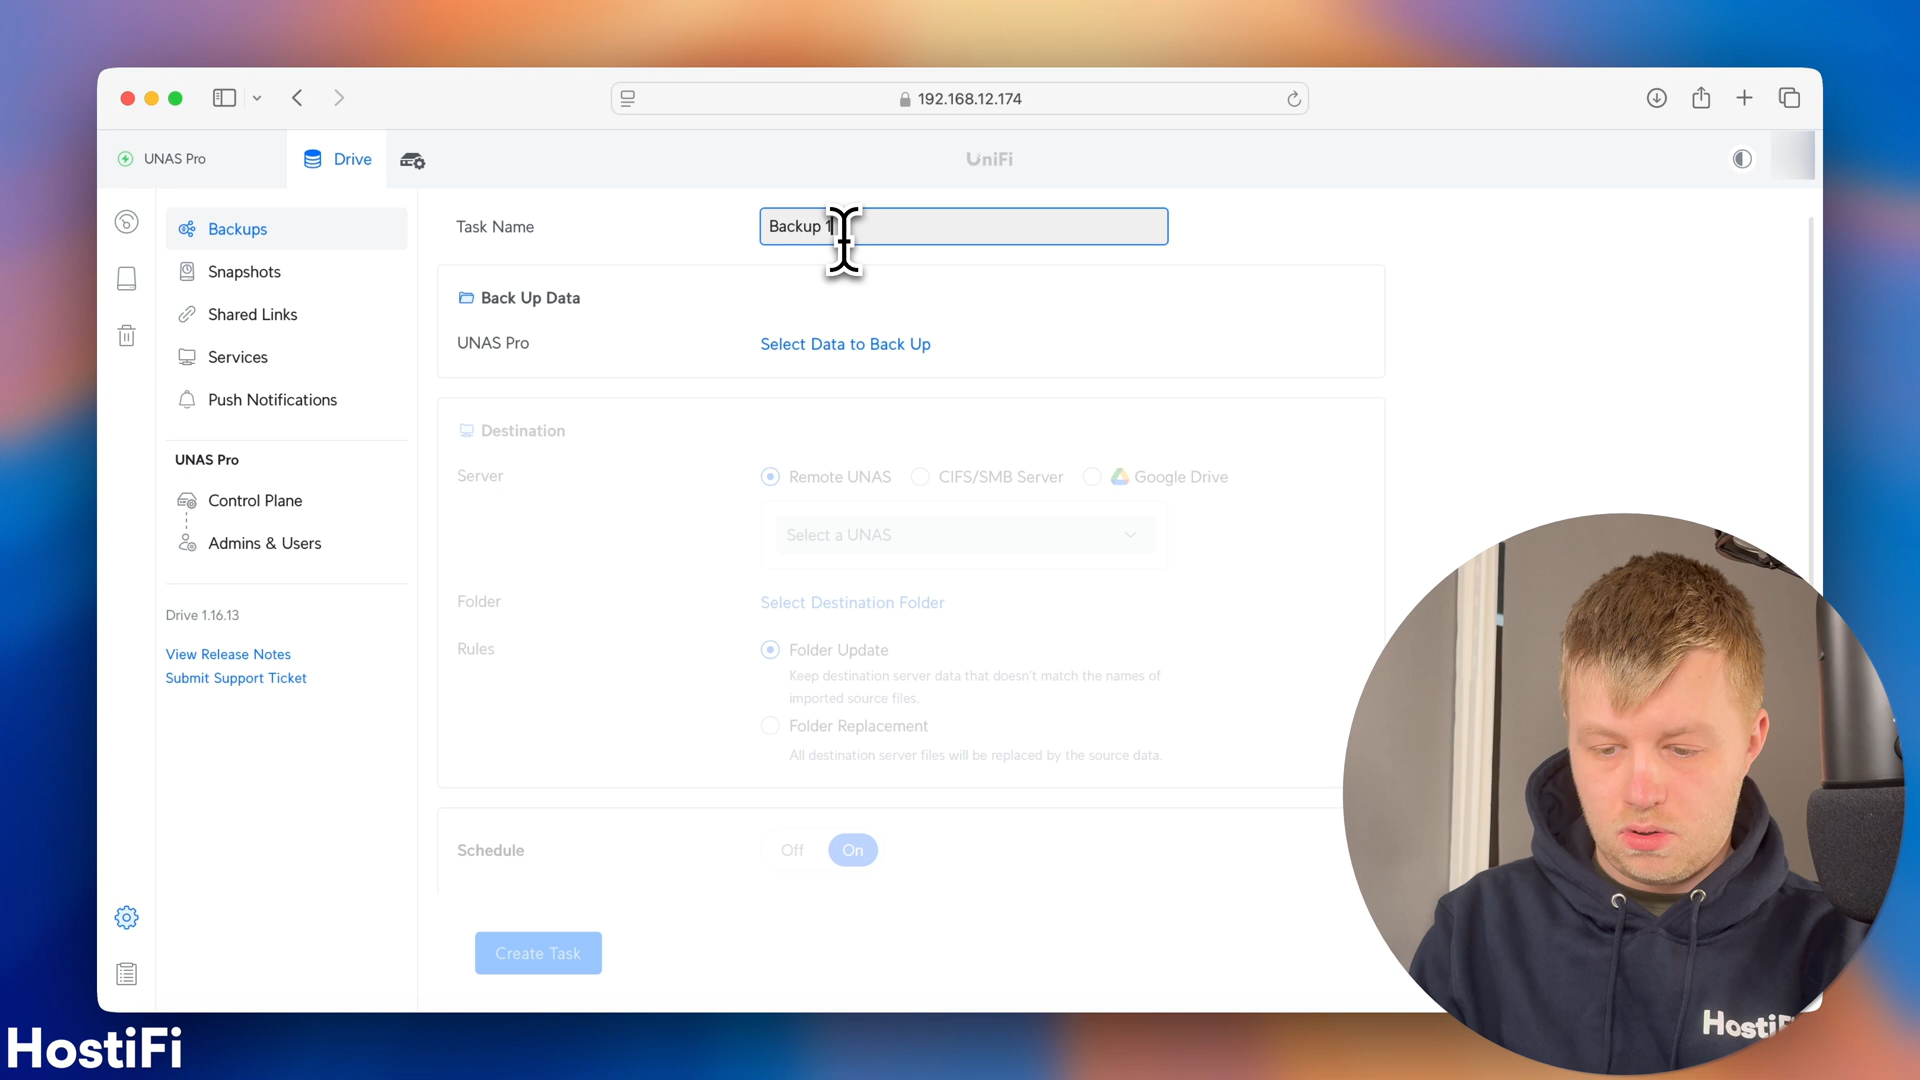 192.168.12.174
UNAS Pro
Drive
UniFi
Backups
Snapshots
Shared Links
Services
Push Notifications
UNAS Pro
Control Plane
Admins & Users
Drive 1.16.13
View Release Notes
Submit Support Ticket
Task Name
Backup 1
Back Up Data
UNAS Pro
Select Data to Back Up
Destination
Server
Remote UNAS
CIFS/SMB Server
Google Drive
Select a UNAS
Folder
Select Destination Folder
Rules
Folder Update
Keep destination server data that doesn't match the names of
imported source files.
Folder Replacement
All destination server files will be replaced by the source data.
Schedule
Off
On
Create Task
HostiFi
HostiFi